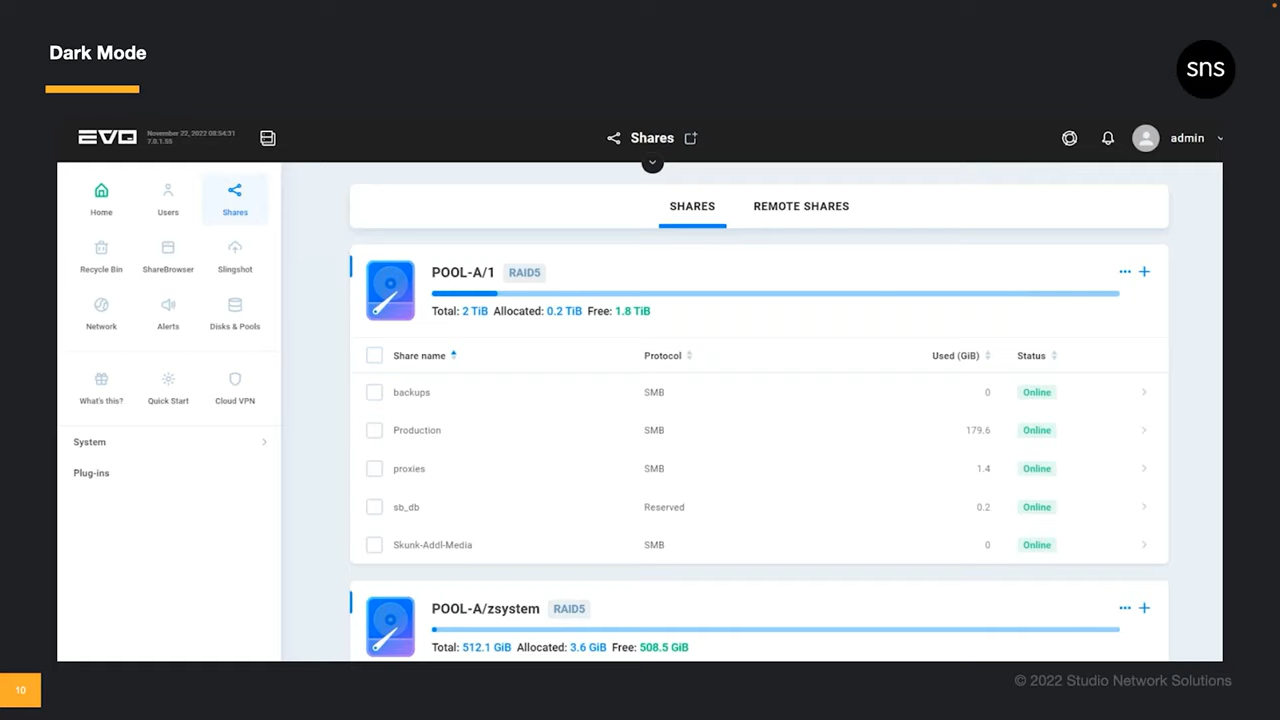 Dark Mode
sns
EVO
November 22, 2022 08:54:31
7.0.1.55
Shares
admin
Home Users Shares
Recycle Bin ShareBrowser Slingshot
Network Alerts Disks & Pools
What's this? Quick Start Cloud VPN
System
Plug-ins
SHARES REMOTE SHARES
POOL-A/1 RAID5
Total: 2 TiB Allocated: 0.2 TiB Free: 1.8 TiB
Share name Protocol Used (GiB) Status
backups SMB 0 Online
Production SMB 179.6 Online
proxies SMB 1.4 Online
sb_db Reserved 0.2 Online
Skunk-Addl-Media SMB 0 Online
POOL-A/zsystem RAID5
Total: 512.1 GiB Allocated: 3.6 GiB Free: 508.5 GiB
10
© 2022 Studio Network Solutions